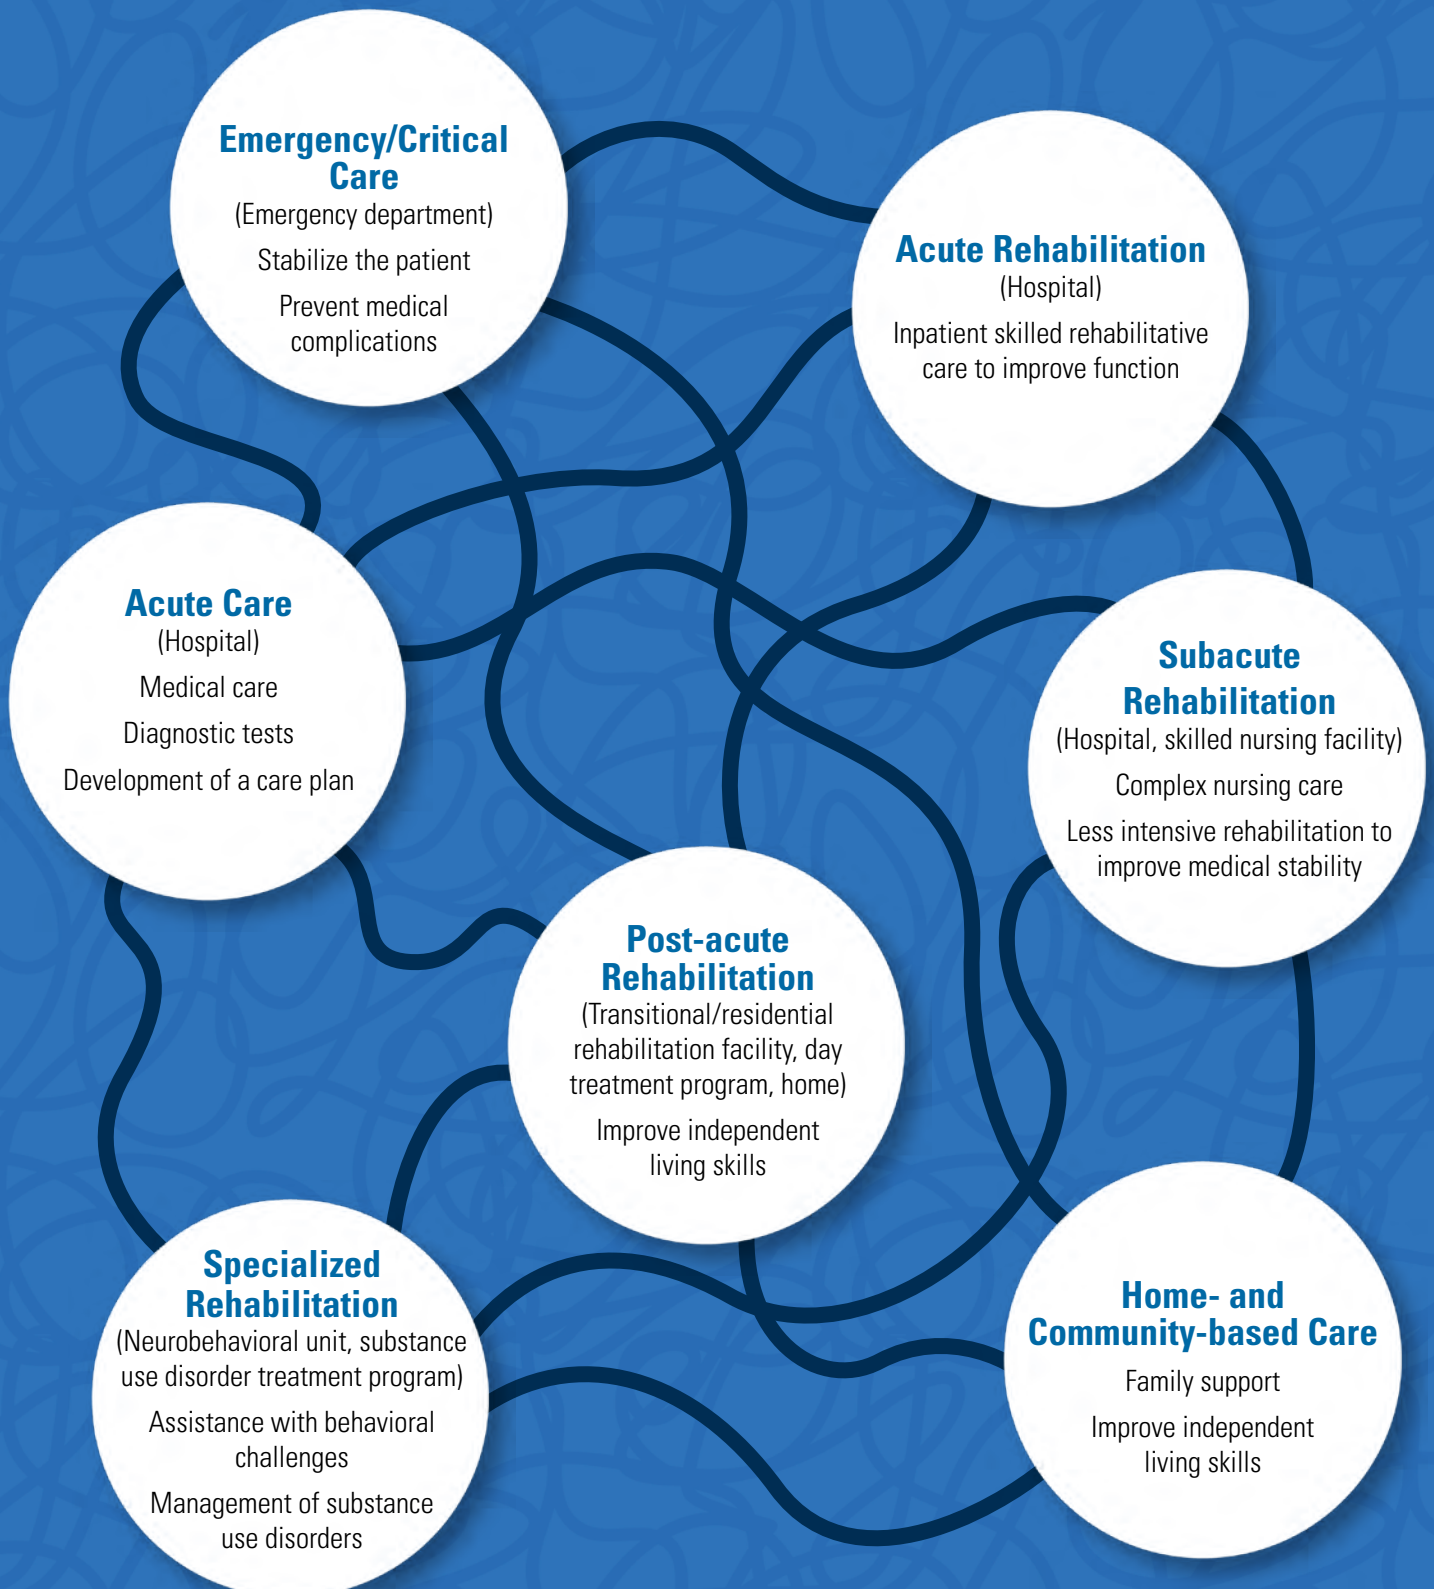 Emergency/Critical
Care
(Emergency department)
Stabilize the patient
Prevent medical
complications
Acute Rehabilitation
(Hospital)
Inpatient skilled rehabilitative
care to improve function
Acute Care
(Hospital)
Medical care
Diagnostic tests
Development of a care plan
Subacute
Rehabilitation
(Hospital, skilled nursing facility)
Complex nursing care
Less intensive rehabilitation to
improve medical stability
Post-acute
Rehabilitation
(Transitional/residential
rehabilitation facility, day
treatment program, home)
Improve independent
living skills
Specialized
Rehabilitation
(Neurobehavioral unit, substance
use disorder treatment program)
Assistance with behavioral
challenges
Management of substance
use disorders
Home- and
Community-based Care
Family support
Improve independent
living skills